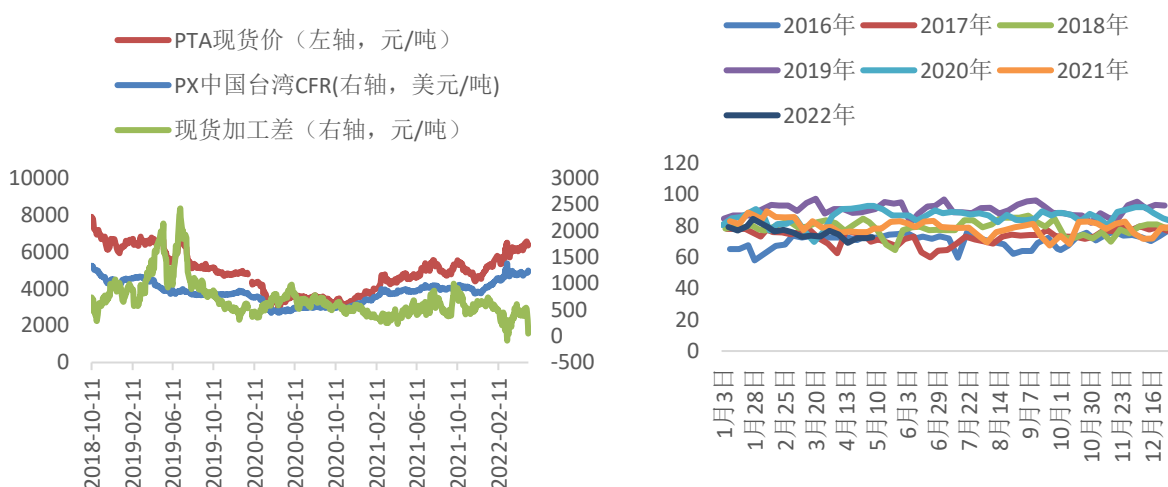 PTA现货价（左轴，元/吨）
PX中国台湾CFR(右轴，美元/吨)
现货加工差（右轴，元/吨）
10000
8000
6000
4000
2000
0
3000
2500
2000
1500
1000
500
0
-500
2018-10-11
2019-02-11
2019-06-11
2019-10-11
2020-02-11
2020-06-11
2020-10-11
2021-02-11
2021-06-11
2021-10-11
2022-02-11
2016年 2017年 2018年
2019年 2020年 2021年
2022年
120
100
80
60
40
20
0
1月3日
1月28日
2月25日
3月20日
4月13日
5月10日
6月3日
6月29日
7月22日
8月14日
9月7日
10月1日
10月30日
11月23日
12月16日